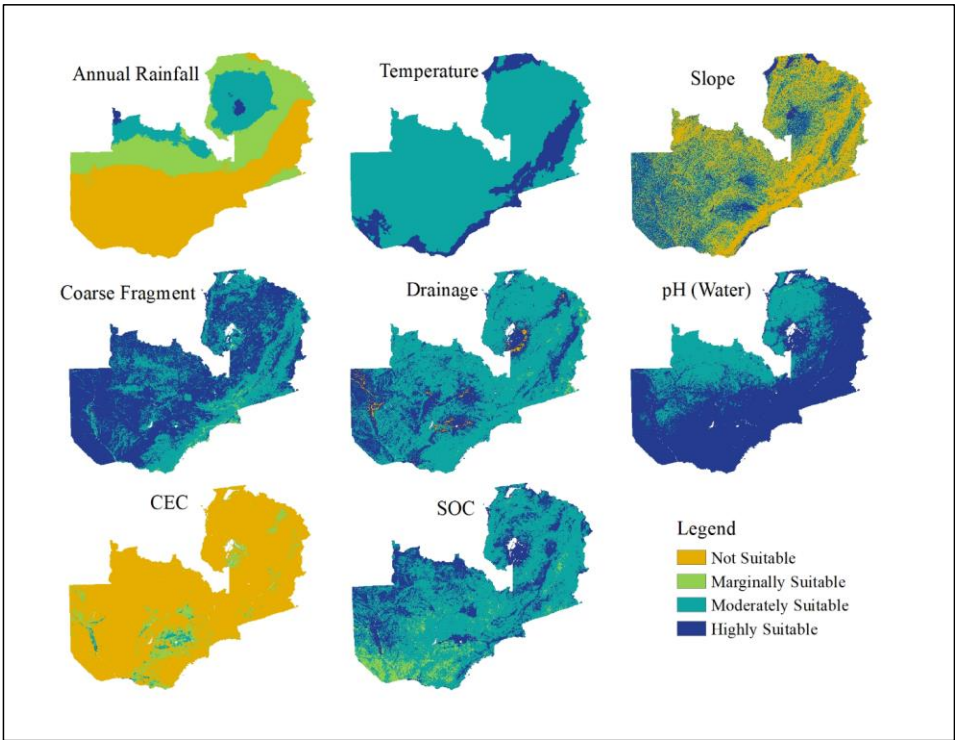 Annual Rainfall
Temperature
Slope
Coarse Fragment
Drainage
pH (Water)
CEC
SOC
Legend
Not Suitable
Marginally Suitable
Moderately Suitable
Highly Suitable